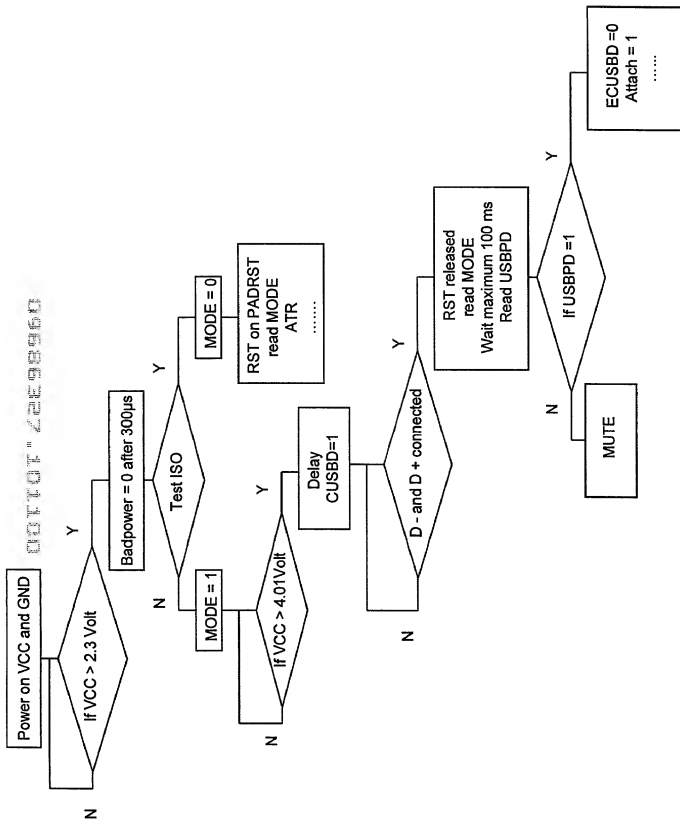 Power on VCC and GND
If VCC > 2.3 Volt
N
Y
Badpower = 0 after 300µs
Test ISO
N
Y
MODE = 1
MODE = 0
RST on PADRST
read MODE
ATR
........
If VCC > 4.01Volt
N
Y
Delay
CUSBD=1
D - and D + connected
N
Y
RST released
read MODE
Wait maximum 100 ms
Read USBPD
If USBPD =1
N
Y
MUTE
ECUSBD =0
Attach = 1
......